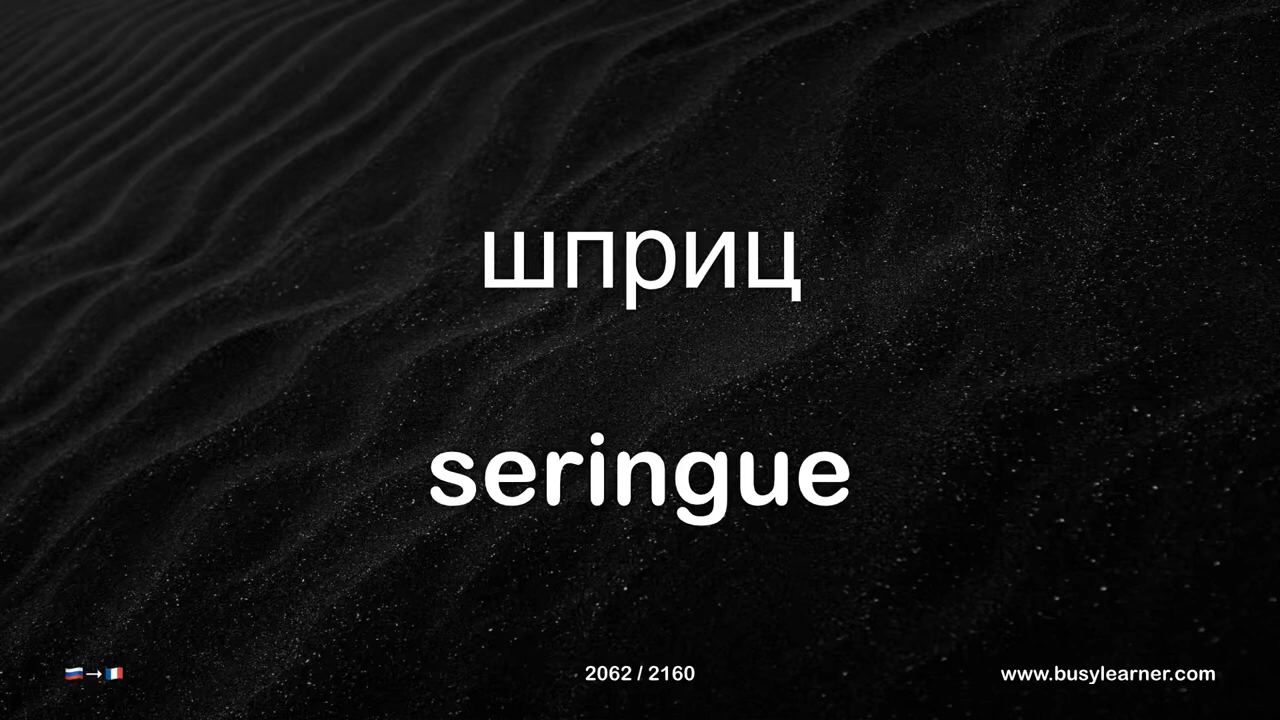 шприц
seringue
🇷🇺→🇫🇷
2062 / 2160
www.busylearner.com